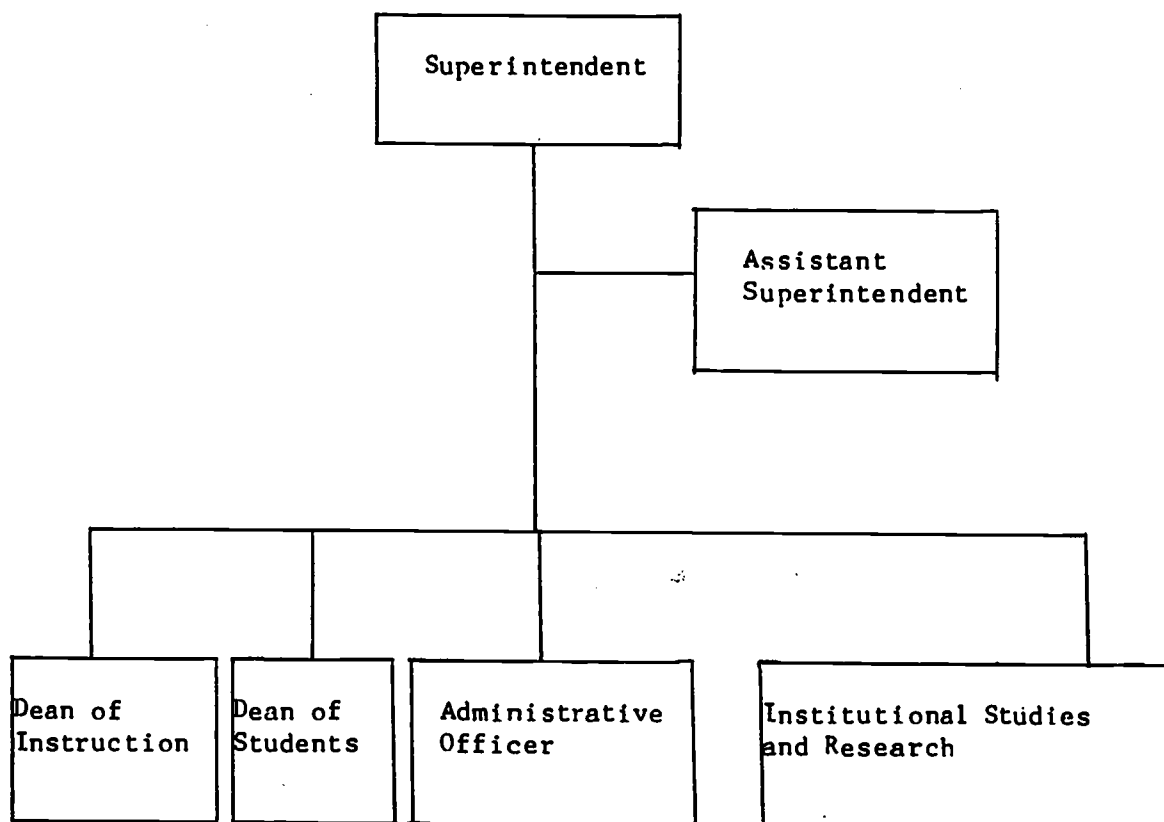 Superintendent
Assistant
Superintendent
Dean of
Instruction
Dean of
Students
Administrative
Officer
Institutional Studies
and Research